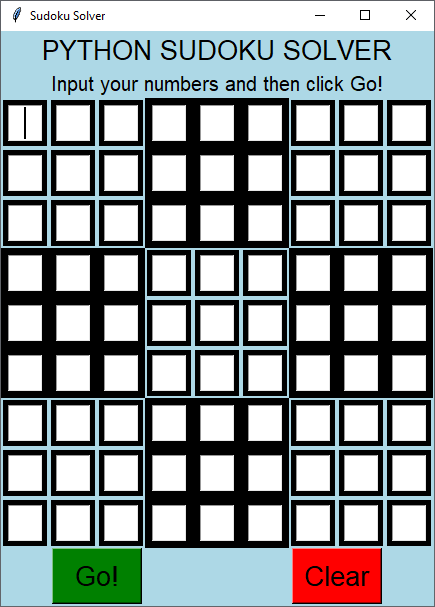 Sudoku Solver
PYTHON SUDOKU SOLVER
Input your numbers and then click Go!
Go!
Clear